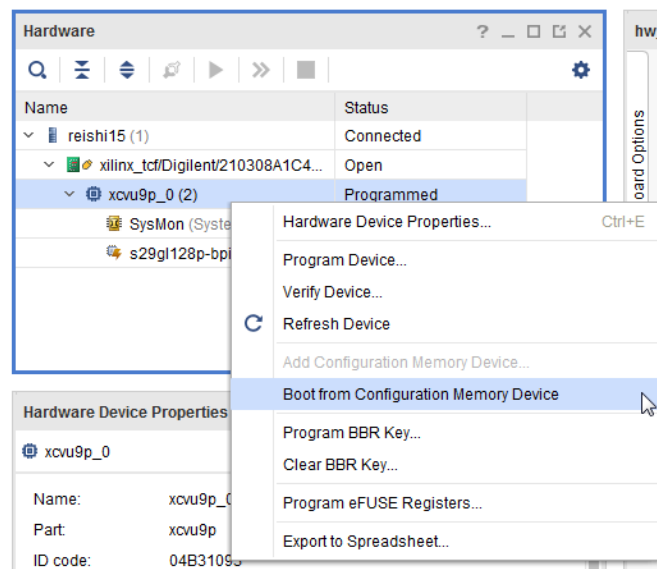 Hardware
?
hw
Name Status
reishi15 (1) Connected
xilinx_tcf/Digilent/210308A1C4... Open
xcvu9p_0 (2) Programmed
SysMon (Syste
s29gl128p-bpi
oard Options
Hardware Device Properties... Ctrl+E
Program Device...
Verify Device...
Refresh Device
Add Configuration Memory Device...
Boot from Configuration Memory Device
Program BBR Key...
Clear BBR Key...
Program eFUSE Registers...
Export to Spreadsheet...
Hardware Device Properties
xcvu9p_0
Name: xcvu9p_0
Part: xcvu9p
ID code: 04B31093